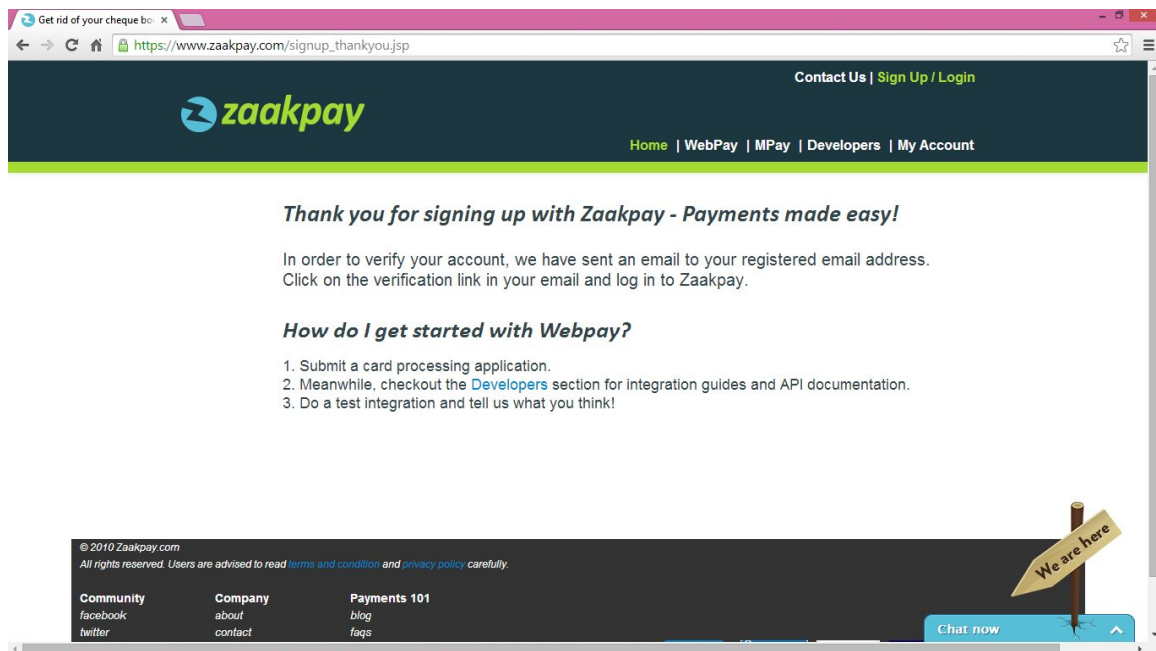 Get rid of your cheque bo
https://www.zaakpay.com/signup_thankyou.jsp
Contact Us | Sign Up / Login
zaakpay
Home | WebPay | MPay | Developers | My Account
Thank you for signing up with Zaakpay - Payments made easy!
In order to verify your account, we have sent an email to your registered email address.
Click on the verification link in your email and log in to Zaakpay.
How do I get started with Webpay?
1. Submit a card processing application.
2. Meanwhile, checkout the Developers section for integration guides and API documentation.
3. Do a test integration and tell us what you think!
We are here
© 2010 Zaakpay.com
All rights reserved. Users are advised to read terms and condition and privacy policy carefully.
Community Company Payments 101
facebook about blog
twitter contact faqs
Chat now